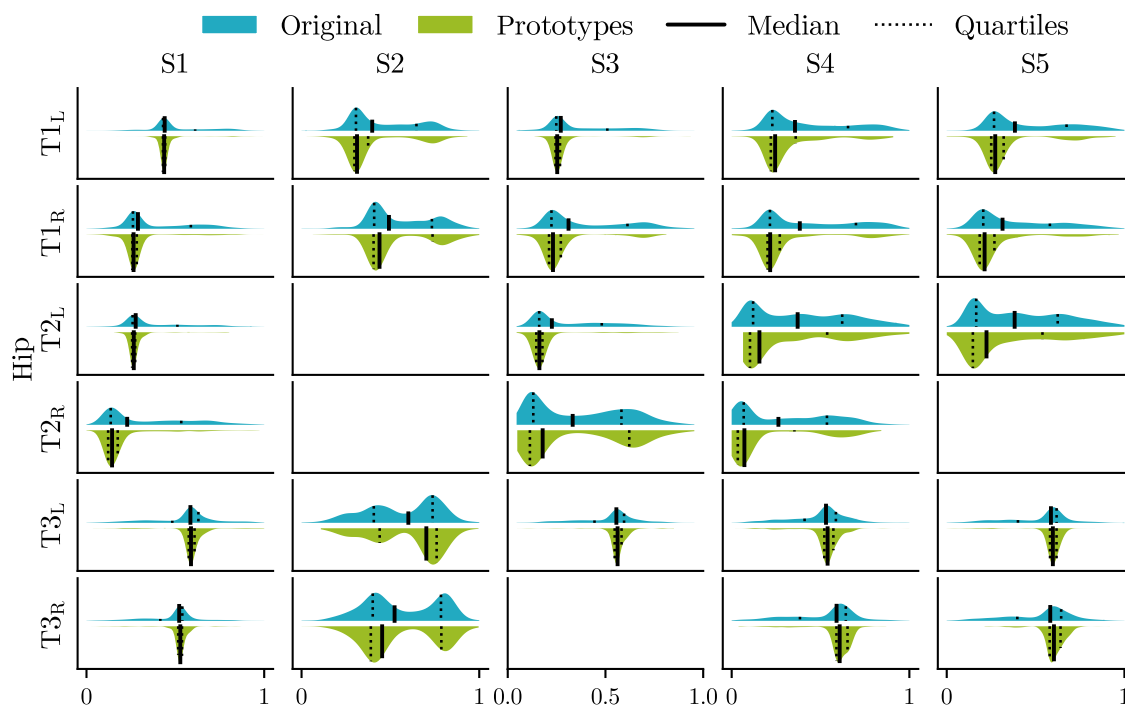 Original Prototypes Median Quartiles
S1 S2 S3 S4 S5
Hip
T1L
T1R
T2L
T2R
T3L
T3R
0 1 0 1 0.0 0.5 1.0 0 1 0 1